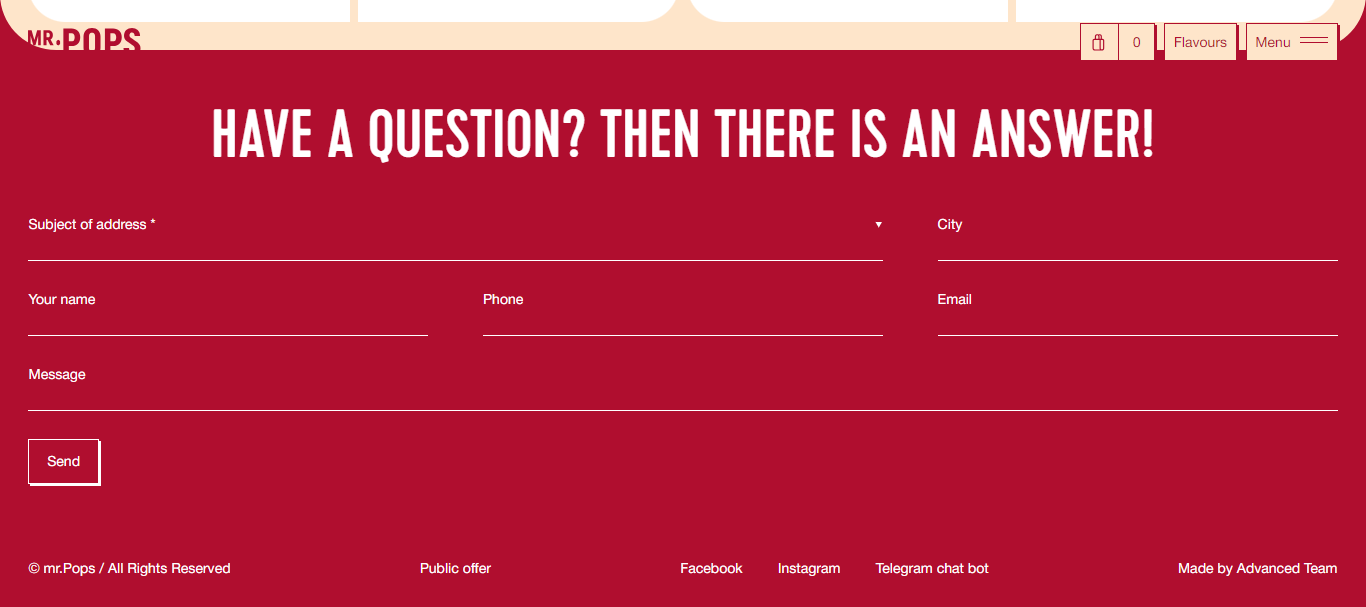 MR.POPS
0
Flavours
Menu
HAVE A QUESTION? THEN THERE IS AN ANSWER!
Subject of address *
City
Your name
Phone
Email
Message
Send
© mr.Pops / All Rights Reserved
Public offer
Facebook
Instagram
Telegram chat bot
Made by Advanced Team